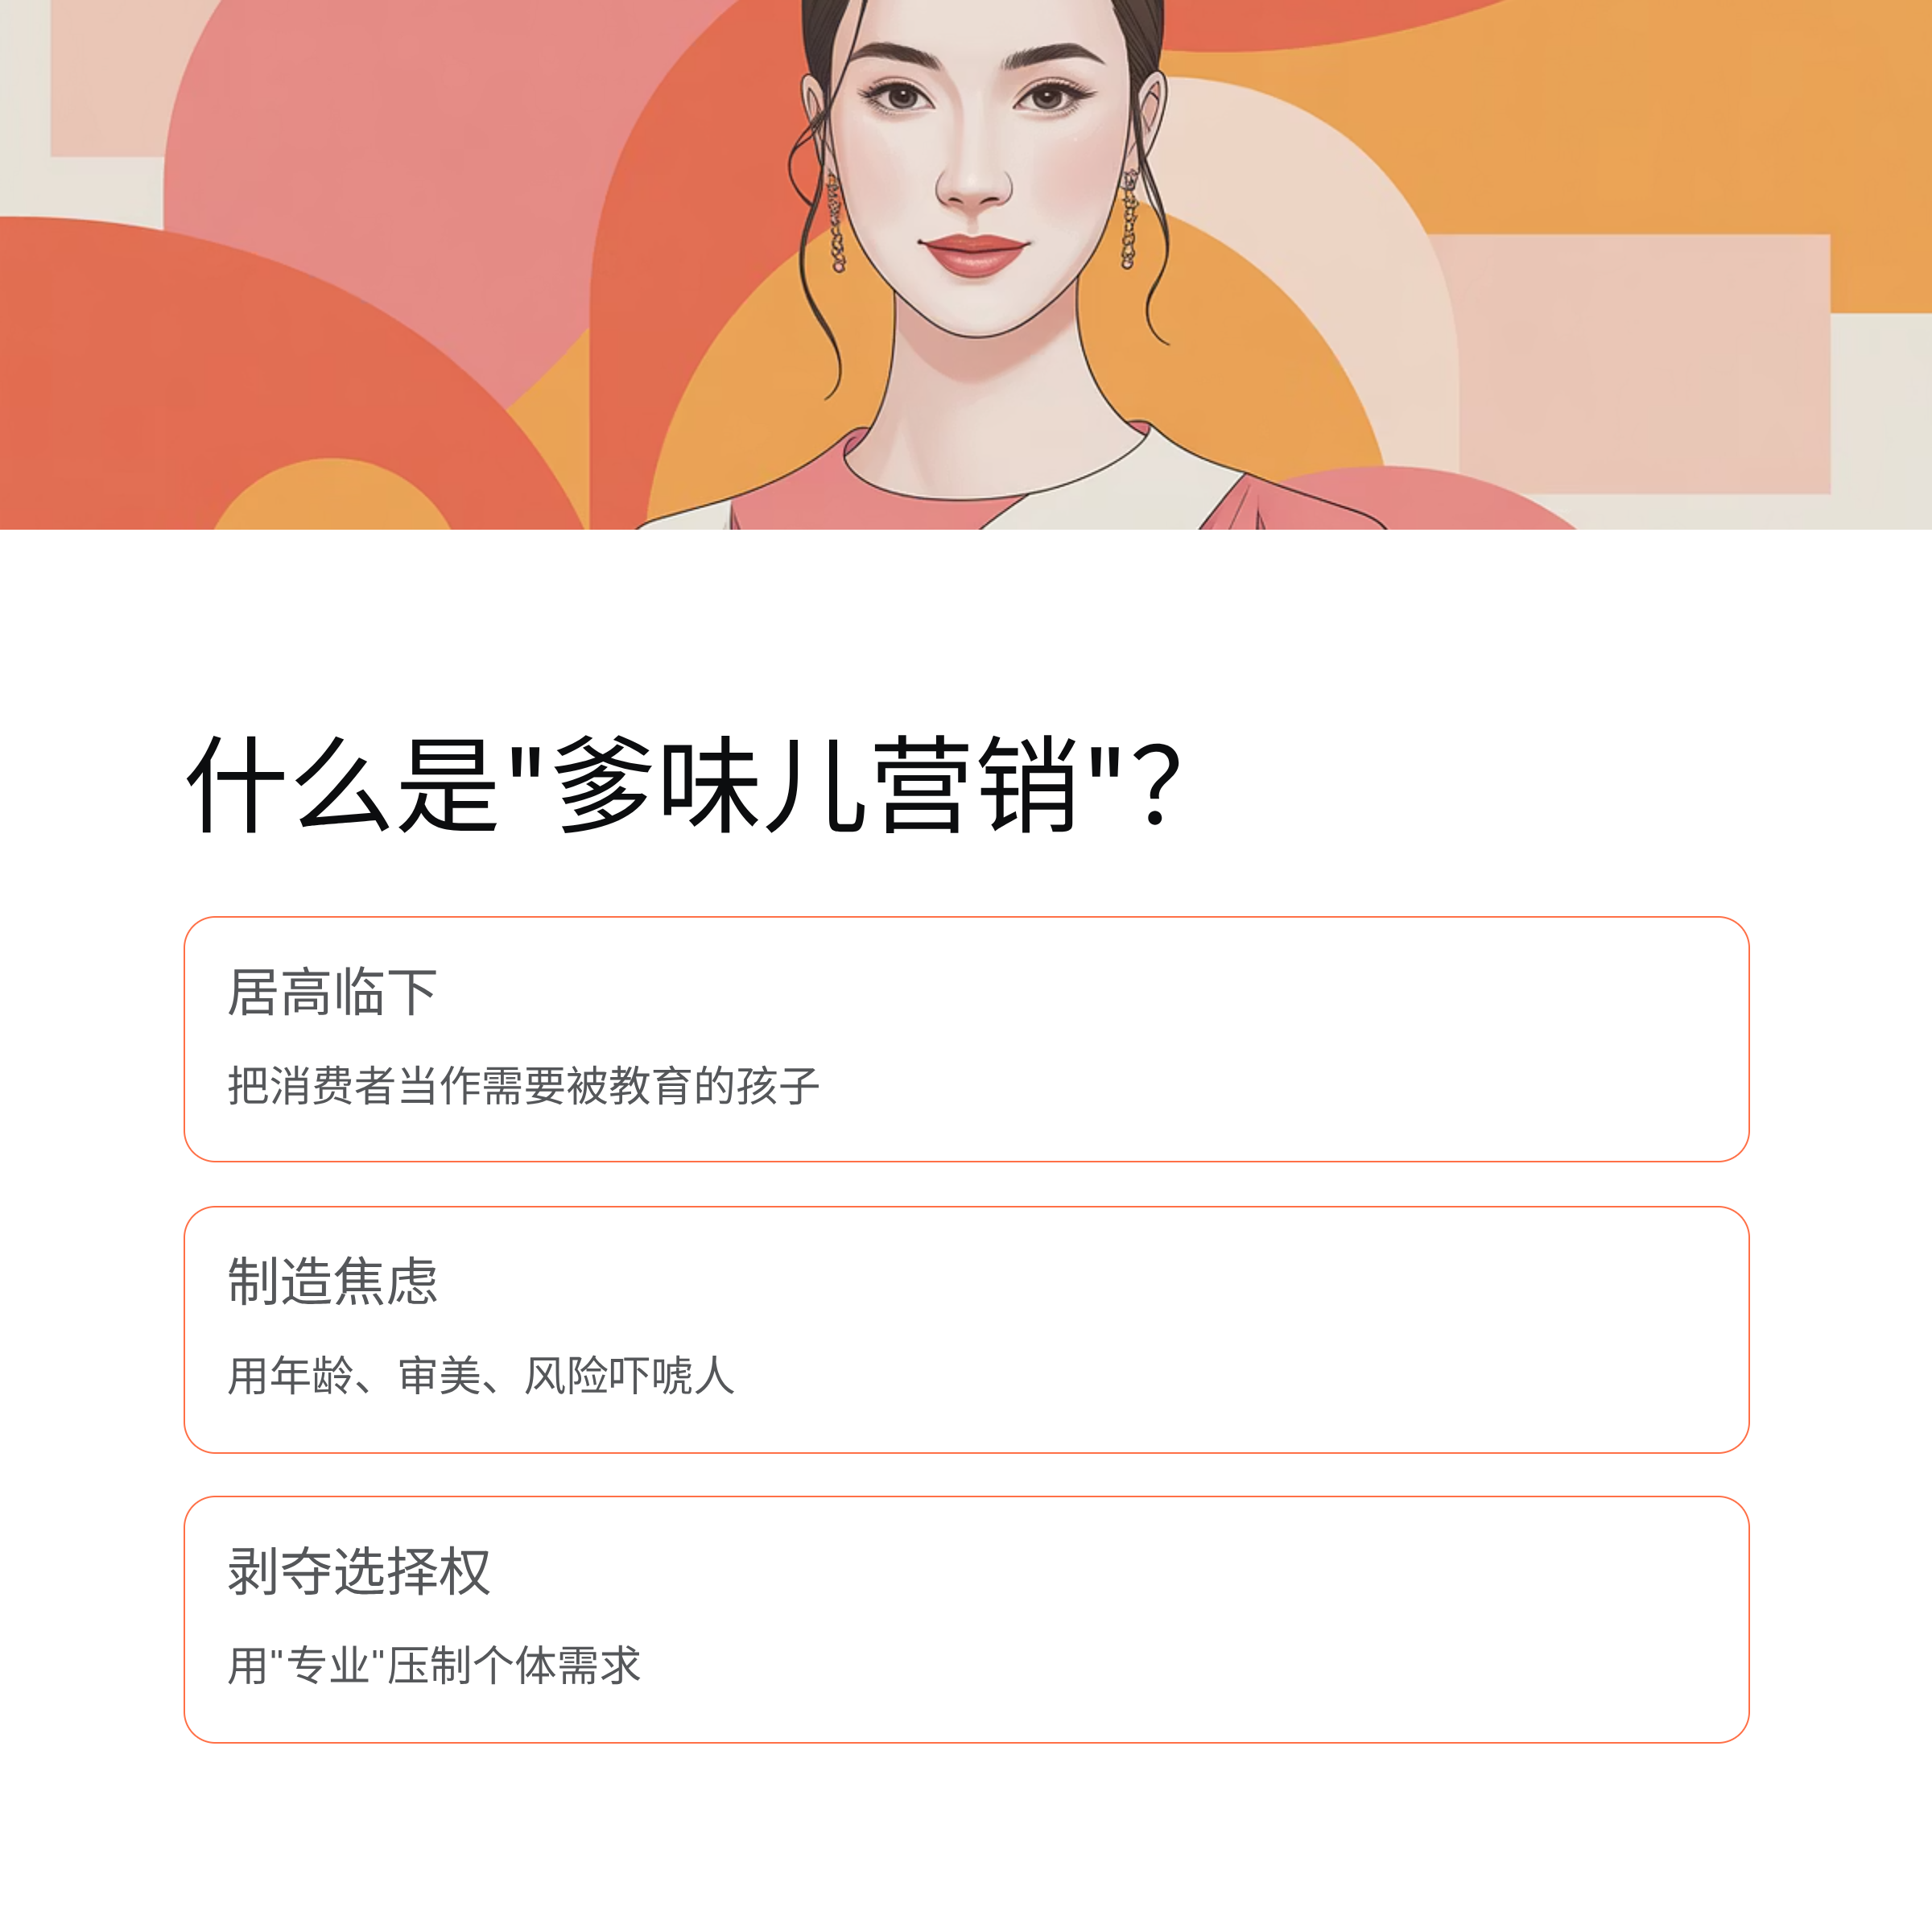 什么是"爹味儿营销"？
居高临下
把消费者当作需要被教育的孩子
制造焦虑
用年龄、审美、风险吓唬人
剥夺选择权
用"专业"压制个体需求